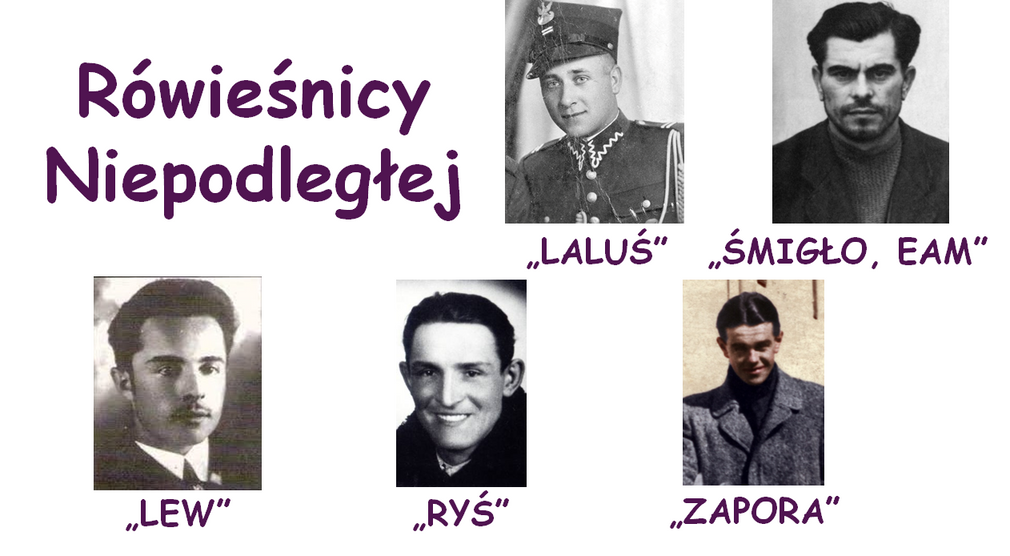 Rówieśnicy
Niepodległej
„LALUŚ”
„ŚMIGŁO, EAM”
„LEW”
„RYŚ”
„ZAPORA”